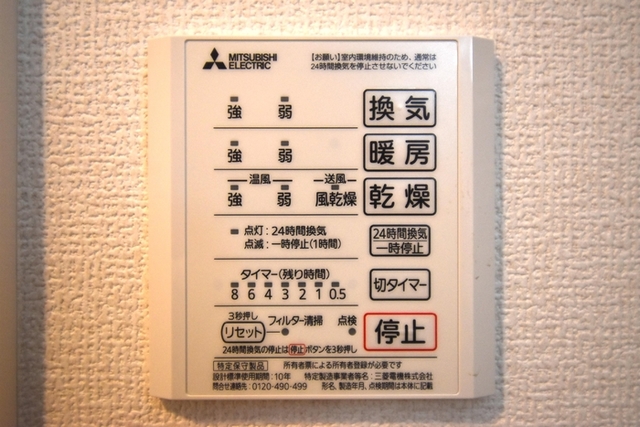 MITSUBISHI
ELECTRIC
【お願い】室内環境維持のため、通常は
24時間換気を停止させないでください
強 弱 換気
強 弱 暖房
温風 送風
強 弱 風乾燥 乾燥
点灯：24時間換気
点滅：一時停止(1時間)
24時間換気
一時停止
タイマー(残り時間)
8 6 4 3 2 1 0.5
切タイマー
3秒押し
リセット フィルター清掃 点検
停止
24時間換気の停止は停止ボタンを3秒押し
特定保守製品 所有者票による所有者登録が必要です
設計標準使用期間：10年 特定製造事業者等名：三菱電機株式会社
問合せ連絡先：0120-490-499 形名、製造年月、点検期間は本体に記載